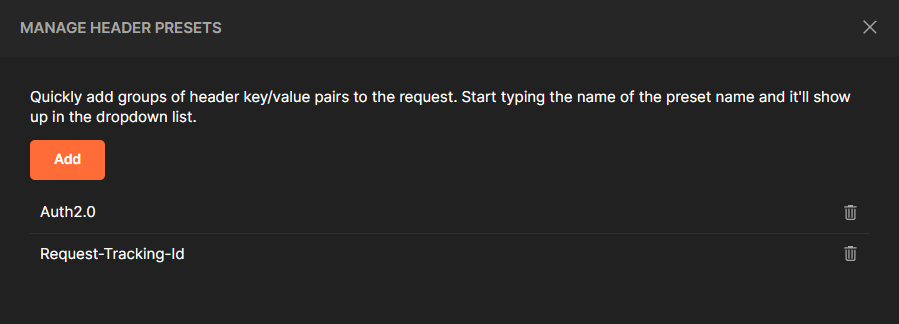 MANAGE HEADER PRESETS
Quickly add groups of header key/value pairs to the request. Start typing the name of the preset name and it'll show
up in the dropdown list.
Add
Auth2.0
Request-Tracking-Id